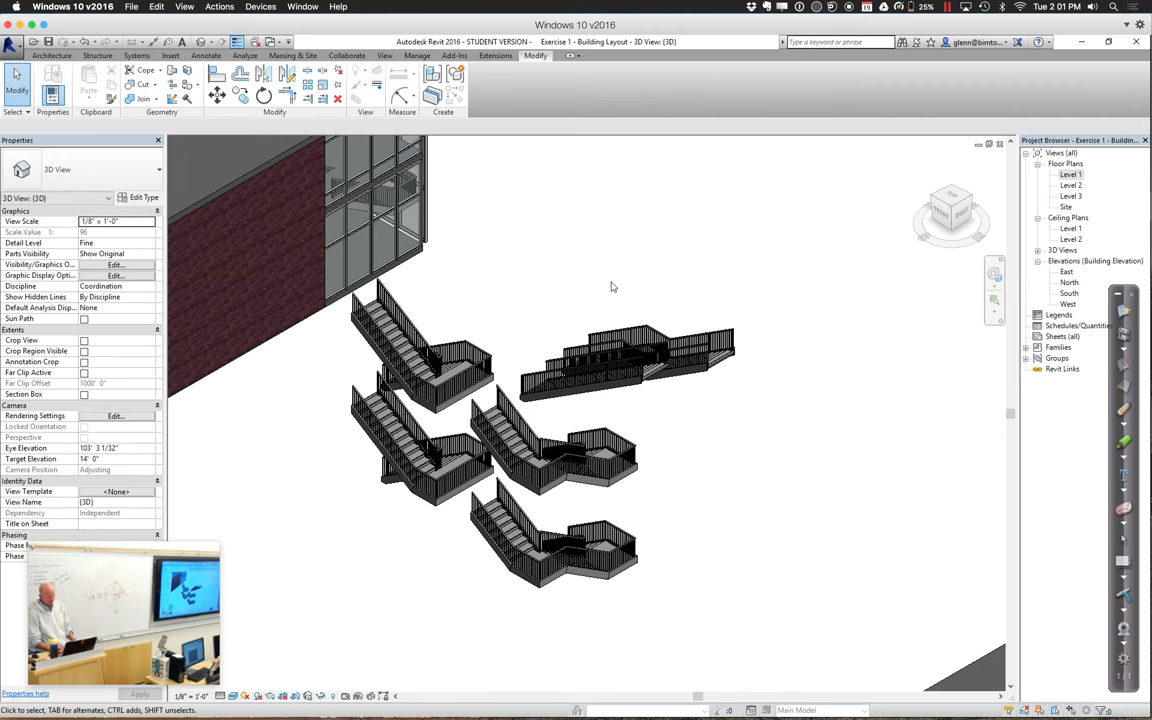 Windows 10 v2016 File Edit View Actions Devices Window Help
25% Tue 2 01 PM
Windows 10 v2016
Autodesk Revit 2016 - STUDENT VERSION - Exercise 1 - Building Layout - 3D View: {3D}
Type a keyword or phrase
glenn@bimto...
Architecture Structure Systems Insert Annotate Analyze Massing & Site Collaborate View Manage Add-Ins Extensions Modify
Modify
Properties
Paste
Cope
Cut
Join
Select Properties Clipboard Geometry Modify View Measure Create
Properties
3D View
3D View: {3D} Edit Type
Graphics
View Scale 1/8" = 1'-0"
Scale Value 1: 96
Detail Level Fine
Parts Visibility Show Original
Visibility/Graphics O... Edit...
Graphic Display Opti... Edit...
Discipline Coordination
Show Hidden Lines By Discipline
Default Analysis Disp... None
Sun Path
Extents
Crop View
Crop Region Visible
Annotation Crop
Far Clip Active
Far Clip Offset 1000' 0"
Section Box
Camera
Rendering Settings Edit...
Locked Orientation
Perspective
Eye Elevation 103' 3 1/32"
Target Elevation 14' 0"
Camera Position Adjusting
Identity Data
View Template <None>
View Name {3D}
Dependency Independent
Title on Sheet
Phasing
Phase
Phase
Properties help Apply
TOP
FRONT
RIGHT
Project Browser - Exercise 1 - Buildin...
Views (all)
Floor Plans
Level 1
Level 2
Level 3
Site
Ceiling Plans
Level 1
Level 2
3D Views
Elevations (Building Elevation)
East
North
South
West
Legends
Schedules/Quantities
Sheets (all)
Families
Groups
Revit Links
1 / 1
1/8" = 1'-0"
Click to select, TAB for alternates, CTRL adds, SHIFT unselects.
:0
Main Model
:0